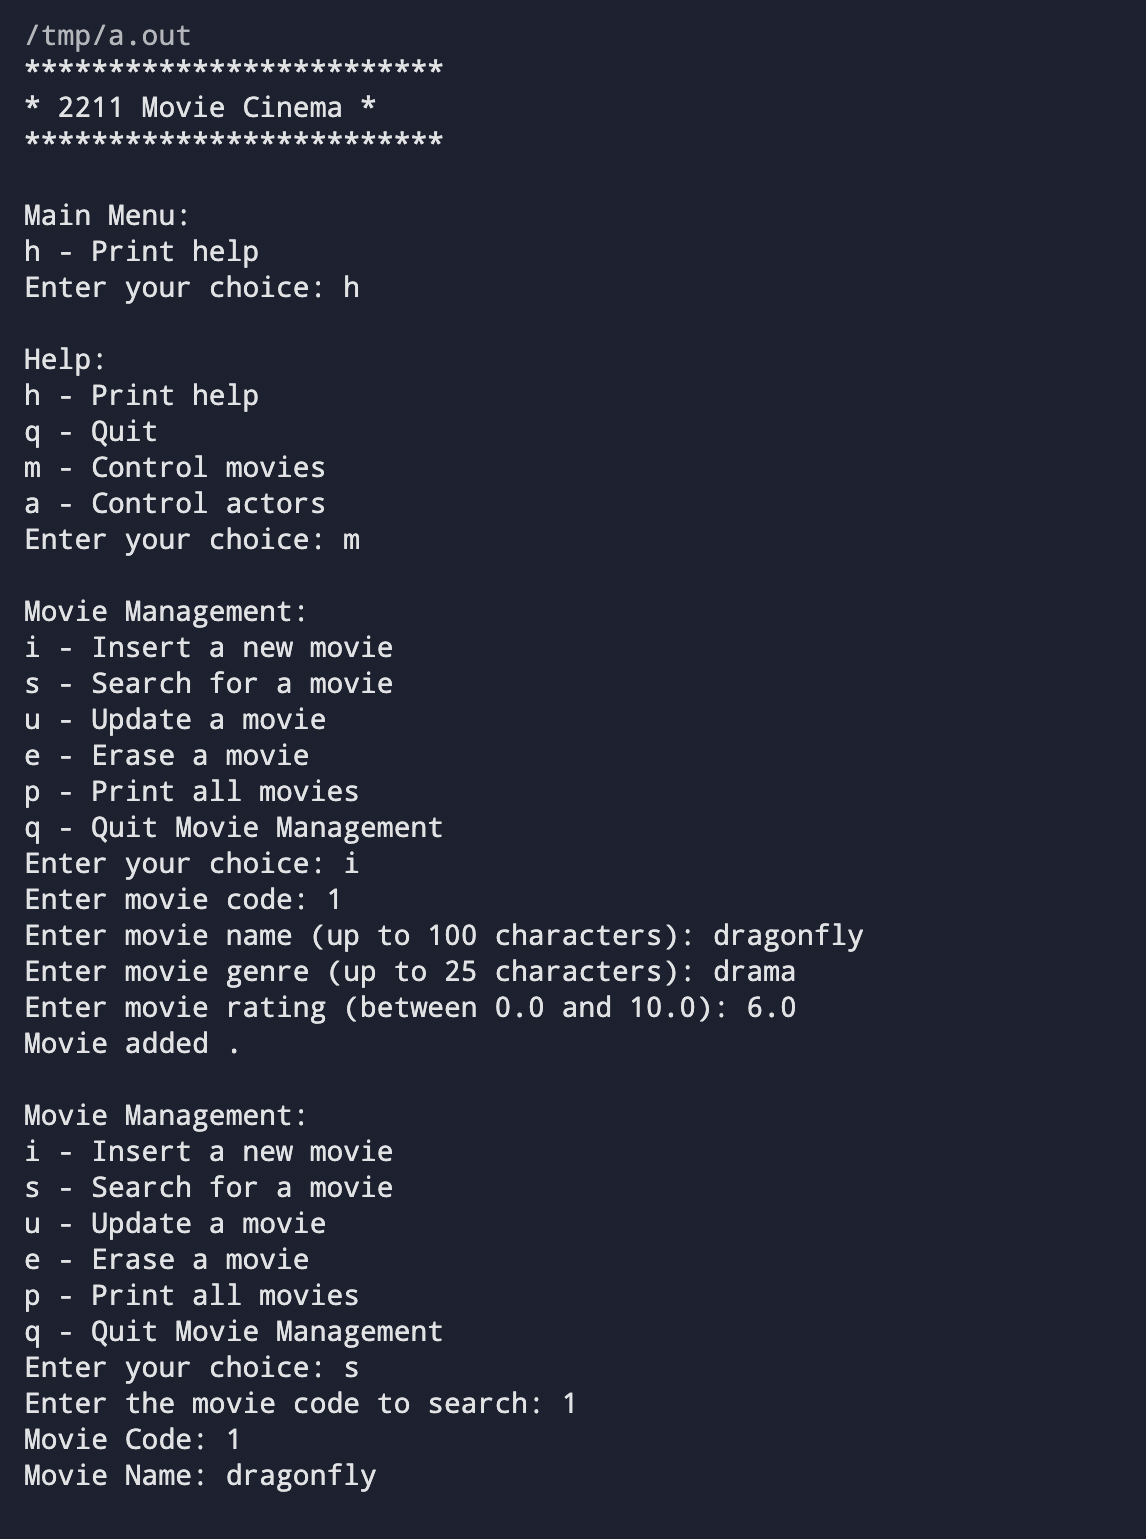 /tmp/a.out
*************************
* 2211 Movie Cinema *
*************************
Main Menu:
h - Print help
Enter your choice: h
Help:
h - Print help
q - Quit
m - Control movies
a - Control actors
Enter your choice: m
Movie Management:
i - Insert a new movie
s - Search for a movie
u - Update a movie
e - Erase a movie
p - Print all movies
q - Quit Movie Management
Enter your choice: i
Enter movie code: 1
Enter movie name (up to 100 characters): dragonfly
Enter movie genre (up to 25 characters): drama
Enter movie rating (between 0.0 and 10.0): 6.0
Movie added .
Movie Management:
i - Insert a new movie
s - Search for a movie
u - Update a movie
e - Erase a movie
p - Print all movies
q - Quit Movie Management
Enter your choice: s
Enter the movie code to search: 1
Movie Code: 1
Movie Name: dragonfly